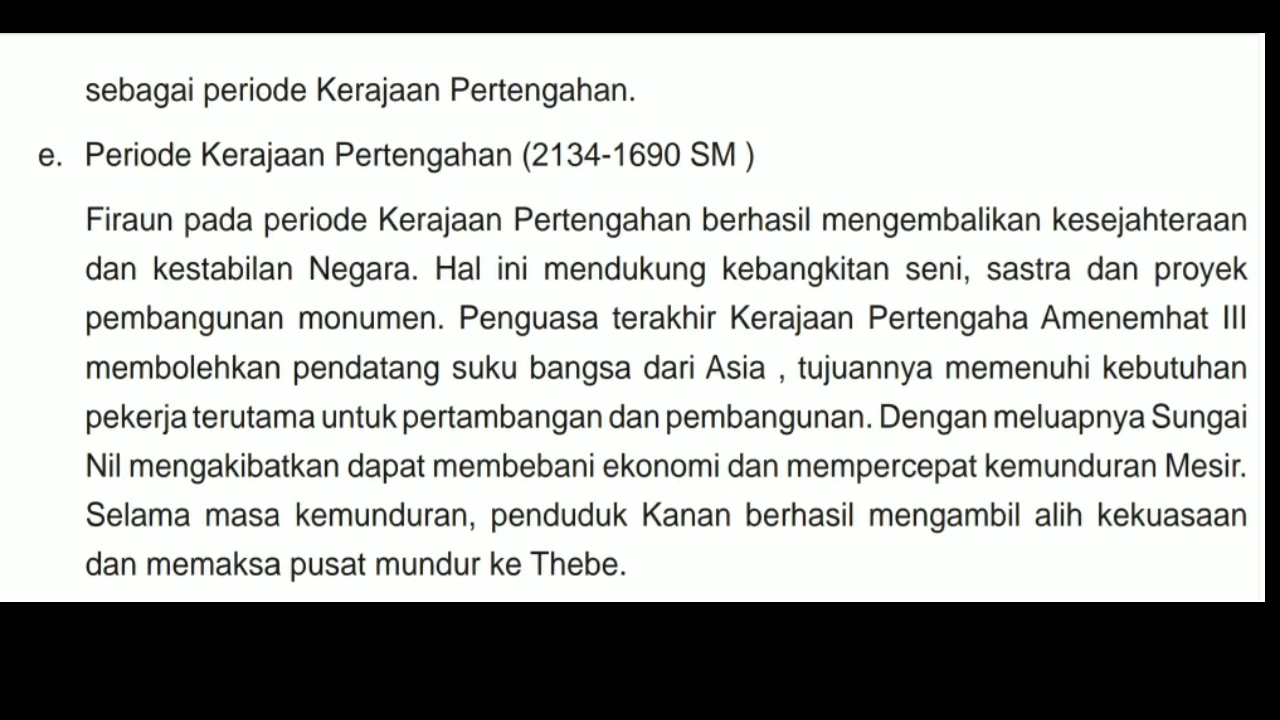 sebagai periode Kerajaan Pertengahan.
e. Periode Kerajaan Pertengahan (2134-1690 SM )
Firaun pada periode Kerajaan Pertengahan berhasil mengembalikan kesejahteraan
dan kestabilan Negara. Hal ini mendukung kebangkitan seni, sastra dan proyek
pembangunan monumen. Penguasa terakhir Kerajaan Pertengaha Amenemhat III
membolehkan pendatang suku bangsa dari Asia , tujuannya memenuhi kebutuhan
pekerja terutama untuk pertambangan dan pembangunan. Dengan meluapnya Sungai
Nil mengakibatkan dapat membebani ekonomi dan mempercepat kemunduran Mesir.
Selama masa kemunduran, penduduk Kanan berhasil mengambil alih kekuasaan
dan memaksa pusat mundur ke Thebe.